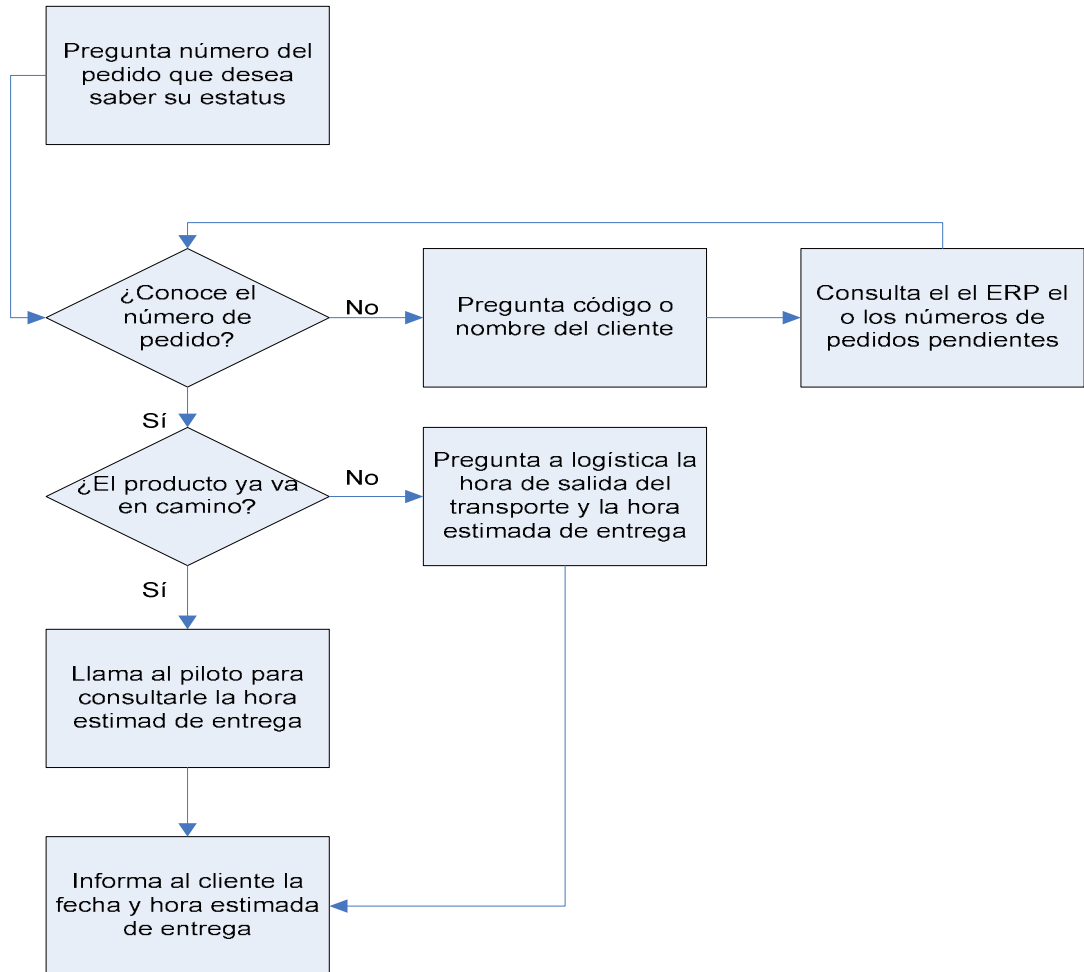 Pregunta número del
pedido que desea
saber su estatus
¿Conoce el
número de
pedido?
No
Pregunta código o
nombre del cliente
Consulta el el ERP el
o los números de
pedidos pendientes
Sí
¿El producto ya va
en camino?
No
Pregunta a logística la
hora de salida del
transporte y la hora
estimada de entrega
Sí
Llama al piloto para
consultarle la hora
estimad de entrega
Informa al cliente la
fecha y hora estimada
de entrega